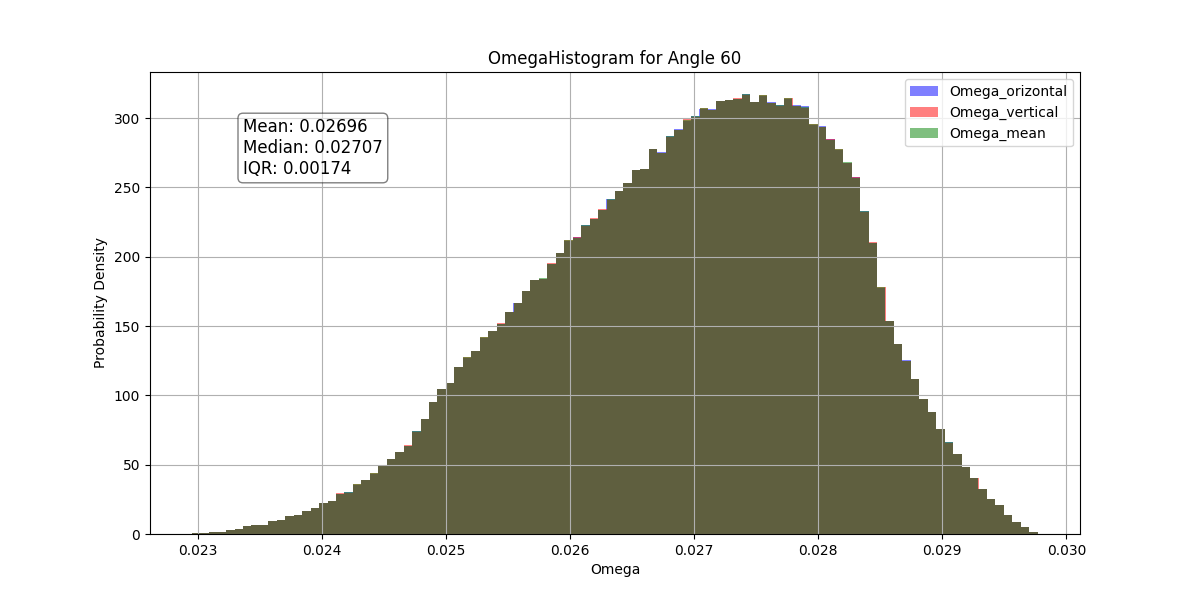 OmegaHistogram for Angle 60
Omega_orizontal
Omega_vertical
Omega_mean
Mean: 0.02696
Median: 0.02707
IQR: 0.00174
Probability Density
300
250
200
150
100
50
0
0.023 0.024 0.025 0.026 0.027 0.028 0.029 0.030
Omega